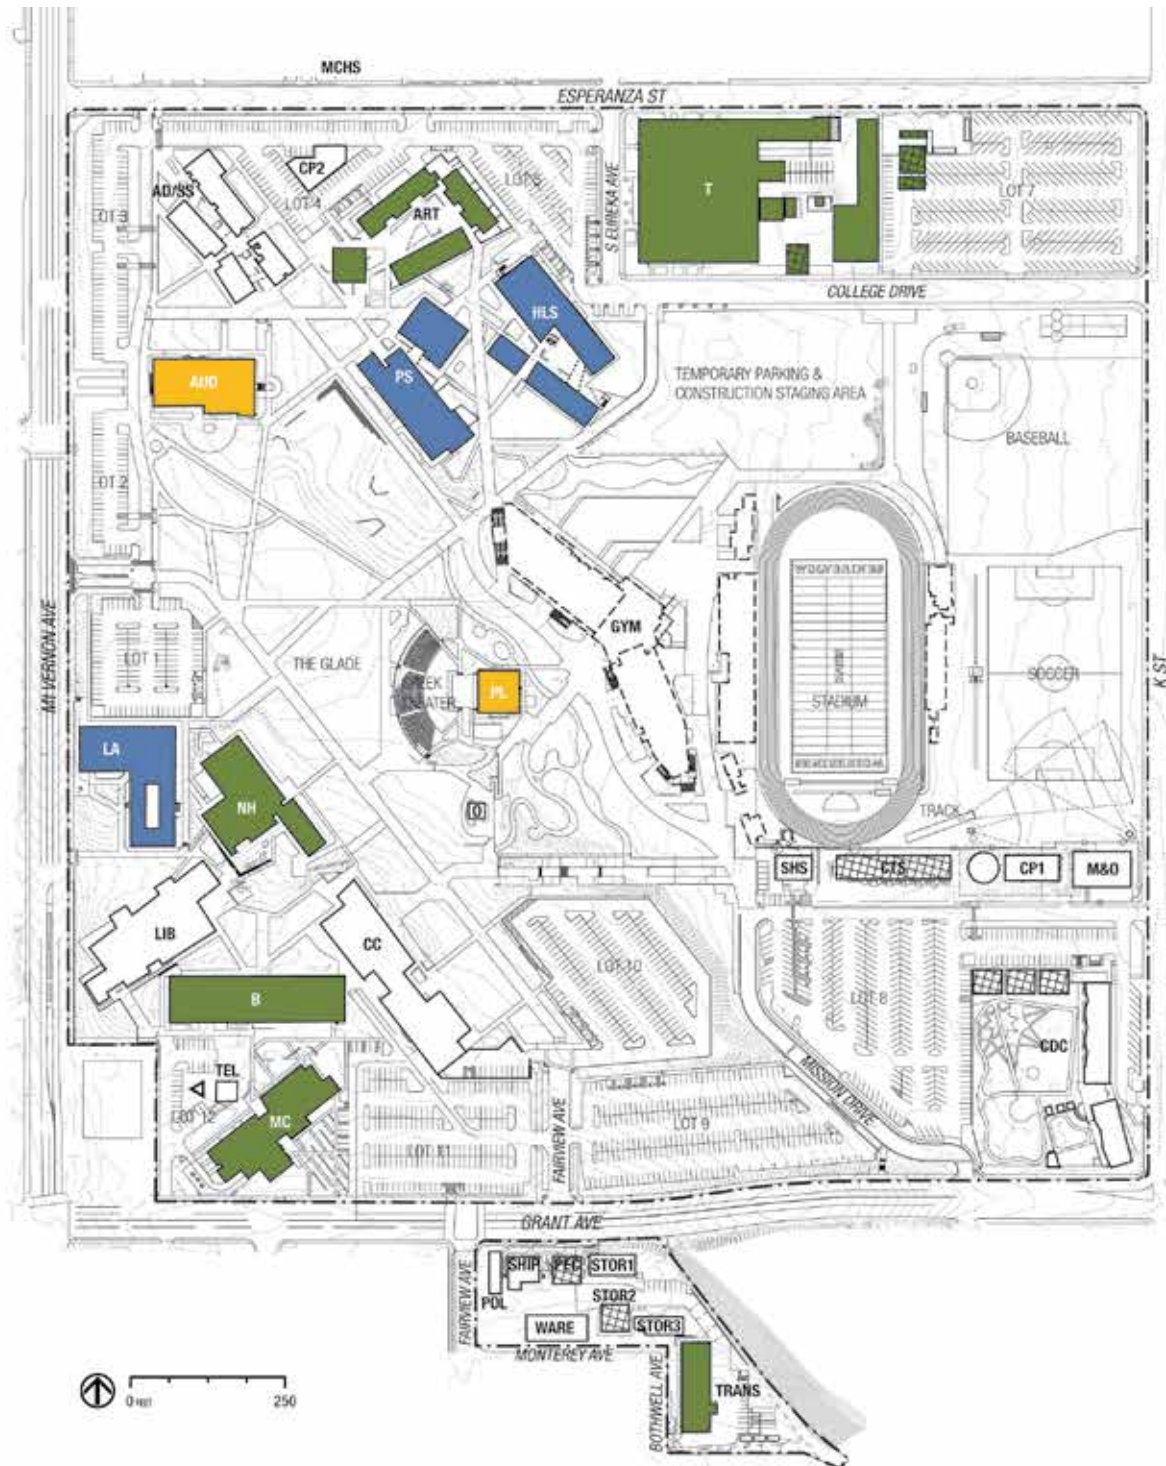 MCHS
ESPERANZA ST
CP2
AD/SS
LOT 4
LOT 5
LOT 3
ART
S EUREKA AVE
T
LOT 7
COLLEGE DRIVE
HLS
PS
AUD
TEMPORARY PARKING &
CONSTRUCTION STAGING AREA
BASEBALL
LOT 2
GYM
MT VERNON AVE
LOT 1
THE GLADE
GREEK
THEATER
PL
STADIUM
SOCCER
K ST
LA
NH
TRACK
SHS
CTS
CP1
M&O
LIB
CC
LOT 10
LOT 8
B
CDC
TEL
LOT 12
MC
LOT 11
FAIRVIEW AVE
LOT 9
MISSION DRIVE
GRANT AVE
FAIRVIEW AVE
SHIP
PFC
STOR1
PDL
STOR2
WARE
STOR3
MONTEREY AVE
BOTHWELL AVE
TRANS
0 FEET
250